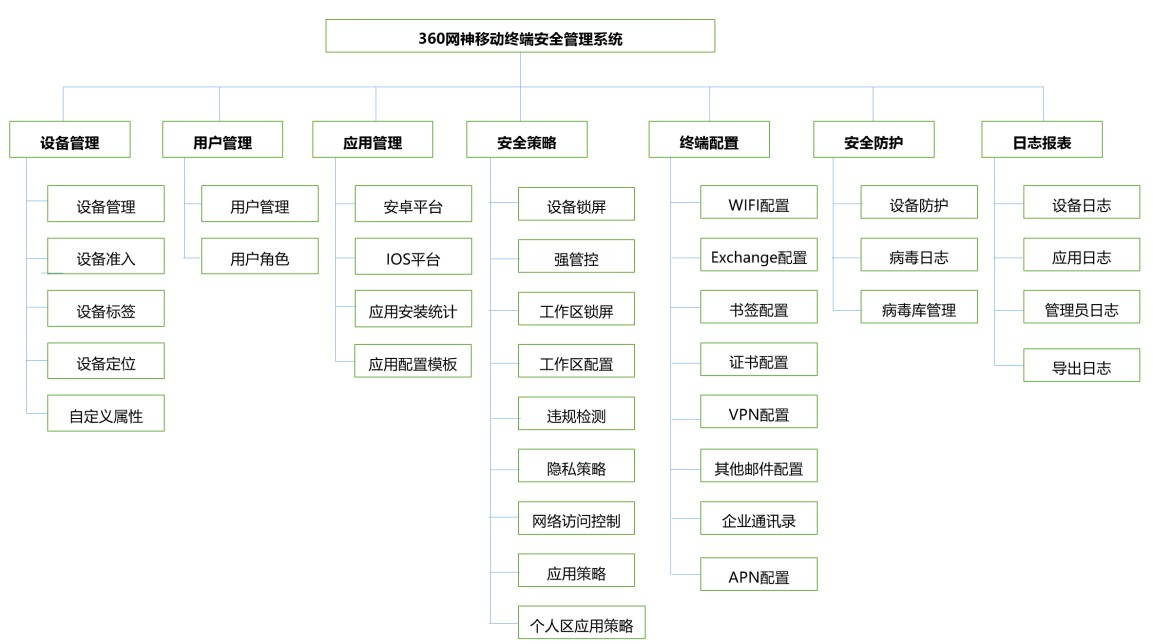 360网神移动终端安全管理系统
设备管理
用户管理
应用管理
安全策略
终端配置
安全防护
日志报表
设备管理
设备准入
设备标签
设备定位
自定义属性
用户管理
用户角色
安卓平台
IOS平台
应用安装统计
应用配置模板
设备锁屏
强管控
工作区锁屏
工作区配置
违规检测
隐私策略
网络访问控制
应用策略
个人区应用策略
WIFI配置
Exchange配置
书签配置
证书配置
VPN配置
其他邮件配置
企业通讯录
APN配置
设备防护
病毒日志
病毒库管理
设备日志
应用日志
管理员日志
导出日志